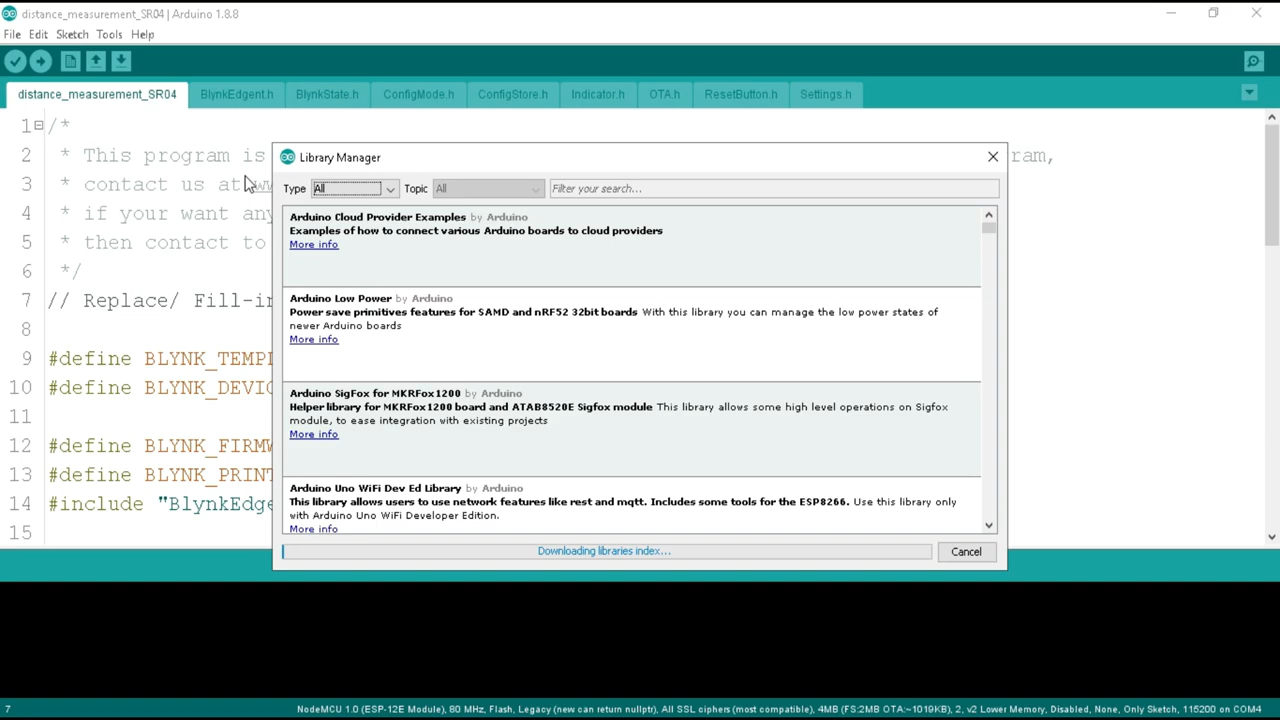 distance_measurement_SR04 | Arduino 1.8.8
File Edit Sketch Tools Help
distance_measurement_SR04 BlynkEdgent.h BlynkState.h ConfigMode.h ConfigStore.h Indicator.h OTA.h ResetButton.h Settings.h
1 /*
2 * This program is ram,
3 * contact us at
4 * if your want any
5 * then contact to
6 */
7 // Replace/ Fill-in
8
9 #define BLYNK_TEMPL
10 #define BLYNK_DEVIC
11
12 #define BLYNK_FIRMW
13 #define BLYNK_PRINT
14 #include "BlynkEdge
15
Library Manager
Type All Topic All Filter your search...
Arduino Cloud Provider Examples by Arduino
Examples of how to connect various Arduino boards to cloud providers
More info
Arduino Low Power by Arduino
Power save primitives features for SAMD and nRF52 32bit boards With this library you can manage the low power states of
newer Arduino boards
More info
Arduino SigFox for MKRFox1200 by Arduino
Helper library for MKRFox1200 board and ATAB8520E Sigfox module This library allows some high level operations on Sigfox
module, to ease integration with existing projects
More info
Arduino Uno WiFi Dev Ed Library by Arduino
This library allows users to use network features like rest and mqtt. Includes some tools for the ESP8266. Use this library only
with Arduino Uno WiFi Developer Edition.
More info
Downloading libraries index... Cancel
7 NodeMCU 1.0 (ESP-12E Module), 80 MHz, Flash, Legacy (new can return nullptr), All SSL ciphers (most compatible), 4MB (FS:2MB OTA:~1019KB), 2, v2 Lower Memory, Disabled, None, Only Sketch, 115200 on COM4